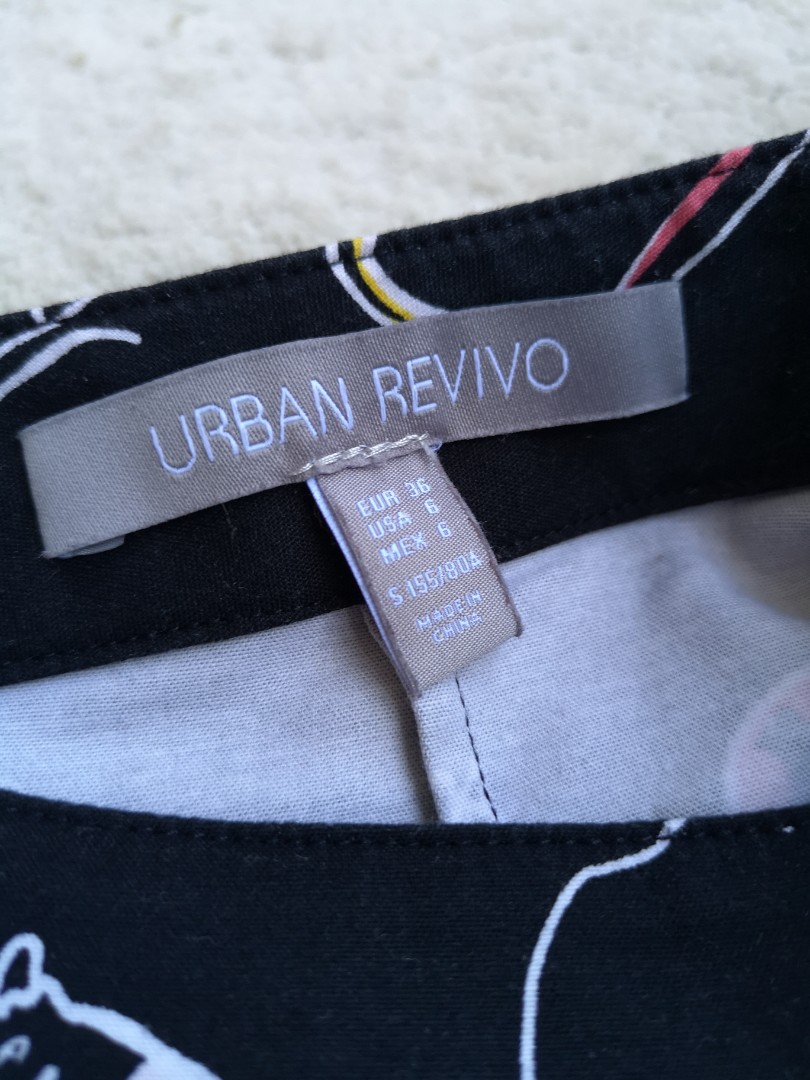 URBAN REVIVO
EUR 36
USA 6
MEX 6
S 155/80A
MADE IN
CHINA